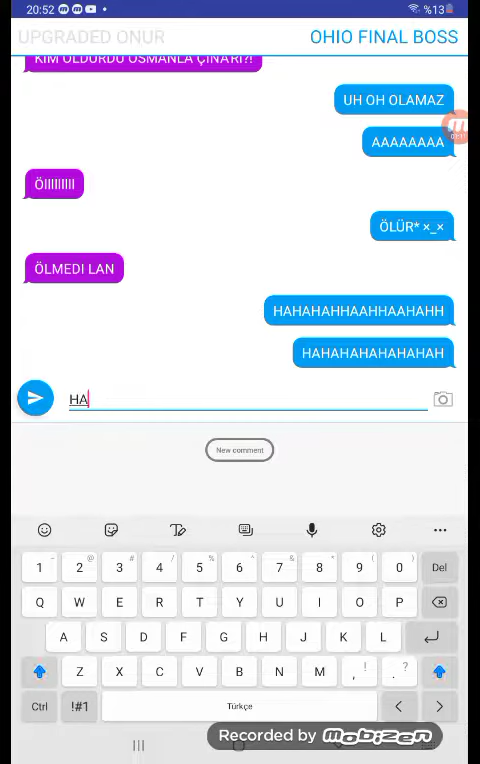 20:52
%13
UPGRADED ONUR
OHIO FINAL BOSS
KIM ÖLDÜRDÜ OSMANLA ÇINARI?!
UH OH OLAMAZ
AAAAAAAA
ÖIIIIIIIII
ÖLÜR* ×_×
ÖLMEDI LAN
HAHAHAHHAAHHAAHAHH
HAHAHAHAHAHAHAH
HA
New comment
1 2 3 4 5 6 7 8 9 0 Del
Q W E R T Y U I O P
A S D F G H J K L
Z X C V B N M , ! . ?
Ctrl !#1 Türkçe < >
Recorded by mobizen